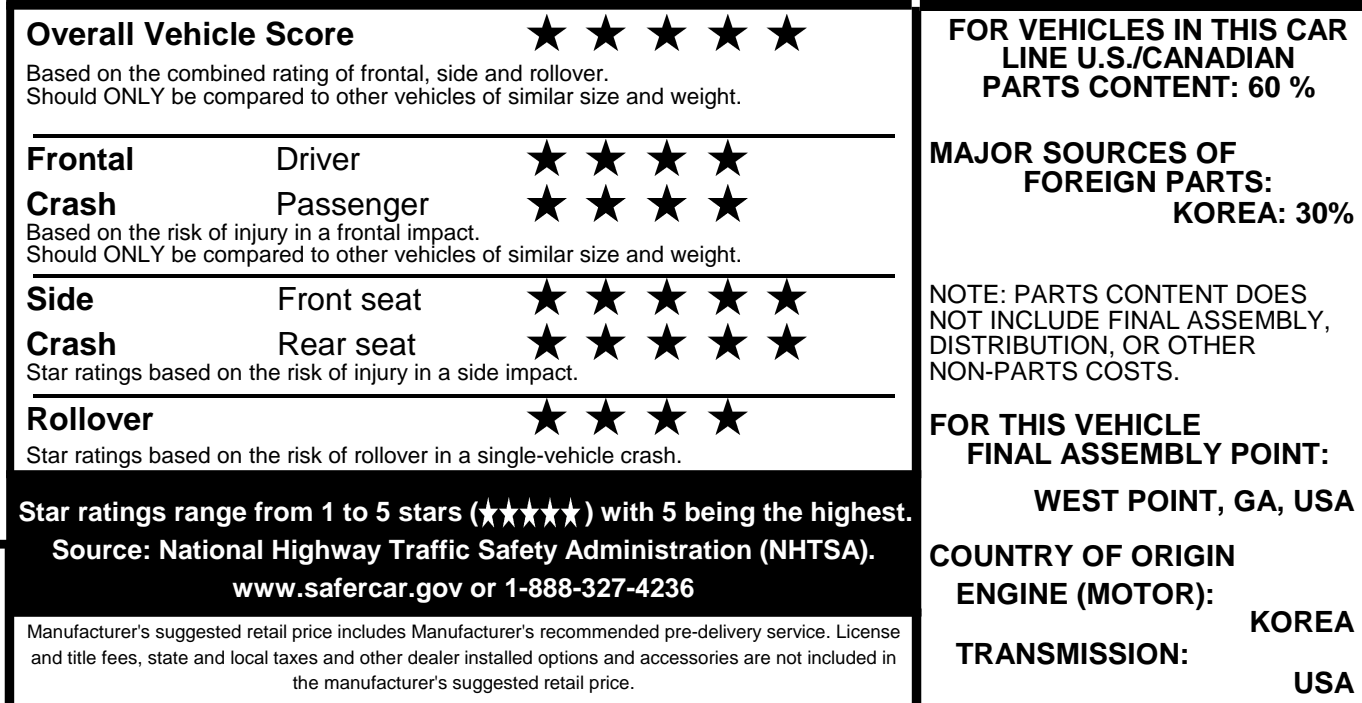 Overall Vehicle Score ★ ★ ★ ★ ★
Based on the combined rating of frontal, side and rollover.
Should ONLY be compared to other vehicles of similar size and weight.
Frontal Driver ★ ★ ★ ★
Crash Passenger ★ ★ ★ ★
Based on the risk of injury in a frontal impact.
Should ONLY be compared to other vehicles of similar size and weight.
Side Front seat ★ ★ ★ ★ ★
Crash Rear seat ★ ★ ★ ★ ★
Star ratings based on the risk of injury in a side impact.
Rollover ★ ★ ★ ★
Star ratings based on the risk of rollover in a single-vehicle crash.
Star ratings range from 1 to 5 stars (★★★★★) with 5 being the highest.
Source: National Highway Traffic Safety Administration (NHTSA).
www.safercar.gov or 1-888-327-4236
Manufacturer's suggested retail price includes Manufacturer's recommended pre-delivery service. License
and title fees, state and local taxes and other dealer installed options and accessories are not included in
the manufacturer's suggested retail price.
FOR VEHICLES IN THIS CAR
LINE U.S./CANADIAN
PARTS CONTENT: 60 %
MAJOR SOURCES OF
FOREIGN PARTS:
KOREA: 30%
NOTE: PARTS CONTENT DOES
NOT INCLUDE FINAL ASSEMBLY,
DISTRIBUTION, OR OTHER
NON-PARTS COSTS.
FOR THIS VEHICLE
FINAL ASSEMBLY POINT:
WEST POINT, GA, USA
COUNTRY OF ORIGIN
ENGINE (MOTOR):
KOREA
TRANSMISSION:
USA